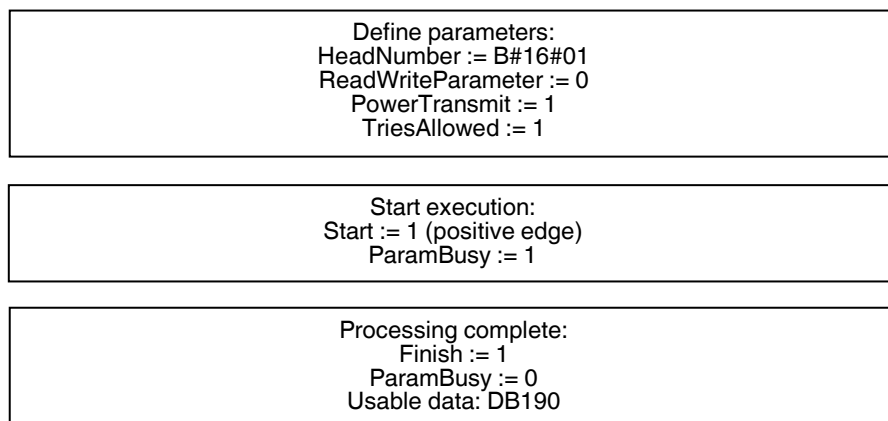 Define parameters:
HeadNumber := B#16#01
ReadWriteParameter := 0
PowerTransmit := 1
TriesAllowed := 1
Start execution:
Start := 1 (positive edge)
ParamBusy := 1
Processing complete:
Finish := 1
ParamBusy := 0
Usable data: DB190